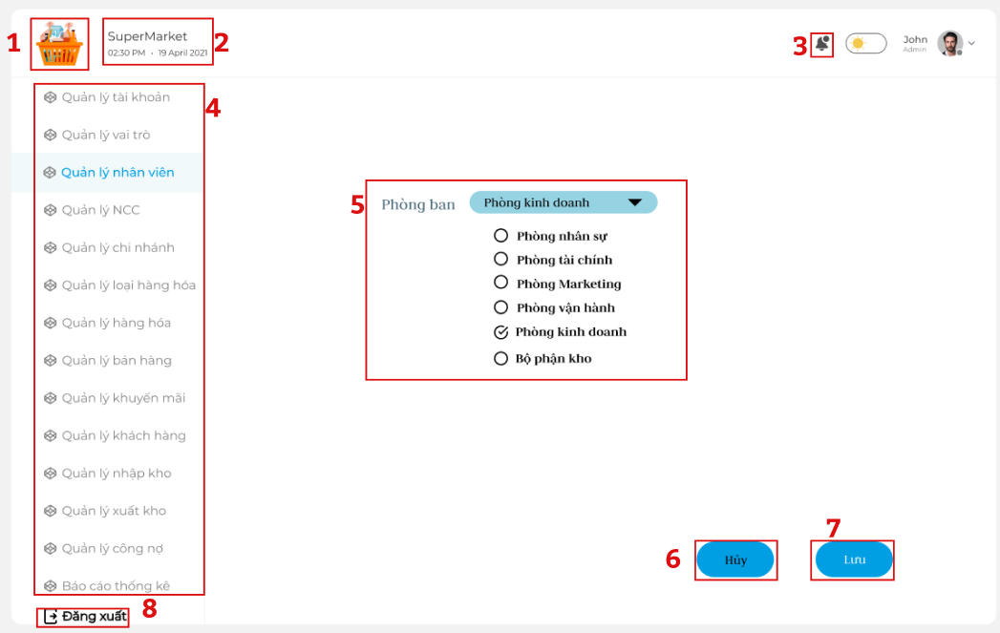 1
SuperMarket
02:30 PM · 19 April 2021
2
3
John
Admin
4
Quản lý tài khoản
Quản lý vai trò
Quản lý nhân viên
Quản lý NCC
Quản lý chi nhánh
Quản lý loại hàng hóa
Quản lý hàng hóa
Quản lý bán hàng
Quản lý khuyến mãi
Quản lý khách hàng
Quản lý nhập kho
Quản lý xuất kho
Quản lý công nợ
Báo cáo thống kê
8
Đăng xuất
5
Phòng ban Phòng kinh doanh
Phòng nhân sự
Phòng tài chính
Phòng Marketing
Phòng vận hành
Phòng kinh doanh
Bộ phận kho
6
Hủy
7
Lưu